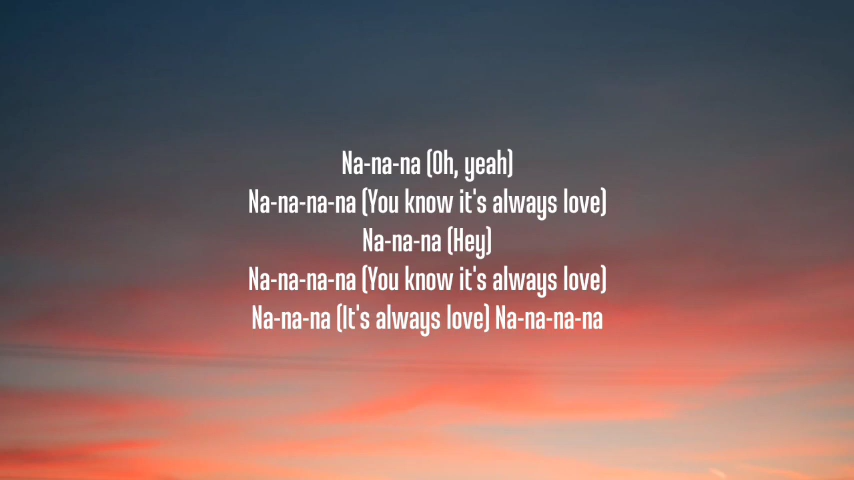 Na-na-na (Oh, yeah)
Na-na-na-na (You know it's always love)
Na-na-na (Hey)
Na-na-na-na (You know it's always love)
Na-na-na (It's always love) Na-na-na-na